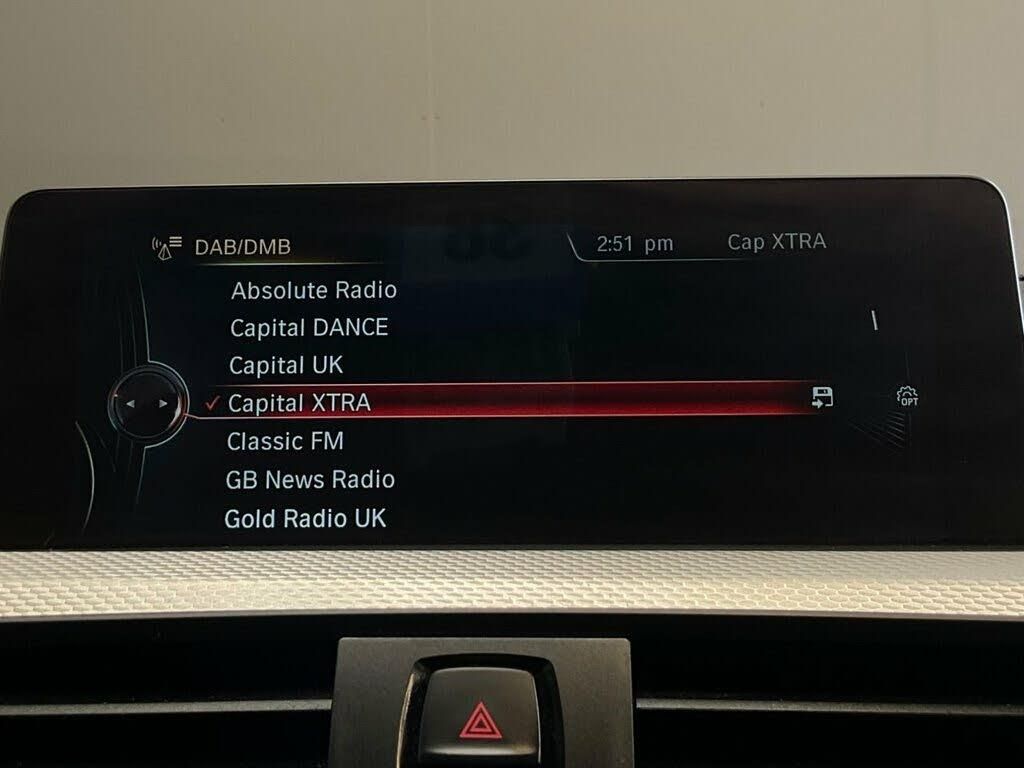 DAB/DMB
2:51 pm
Cap XTRA
Absolute Radio
Capital DANCE
Capital UK
Capital XTRA
OPT
Classic FM
GB News Radio
Gold Radio UK